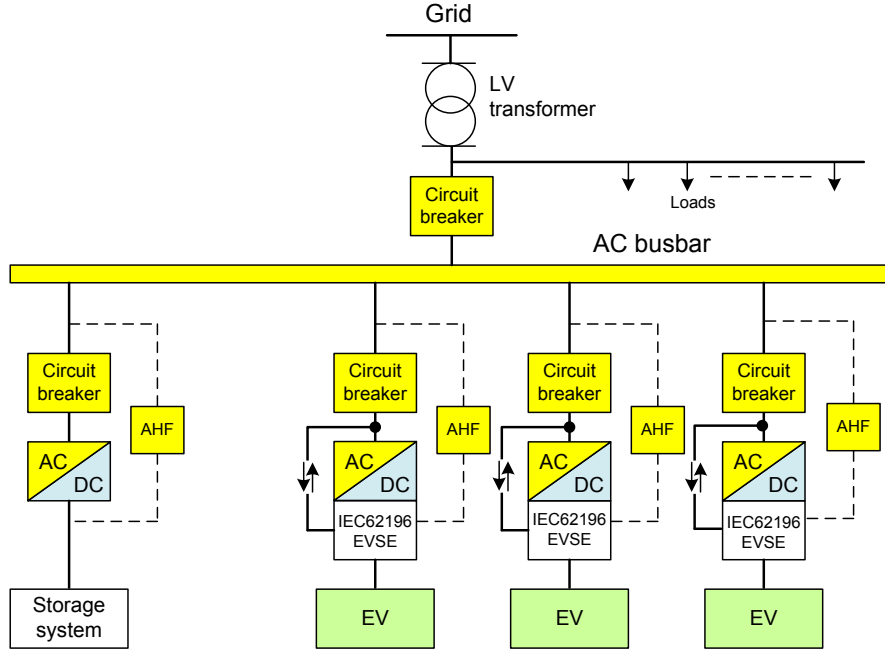 Grid
LV
transformer
Circuit
breaker
Loads
AC busbar
Circuit
breaker
Circuit
breaker
Circuit
breaker
Circuit
breaker
AHF
AHF
AHF
AHF
AC
DC
AC
DC
AC
DC
AC
DC
IEC62196
EVSE
IEC62196
EVSE
IEC62196
EVSE
Storage
system
EV
EV
EV